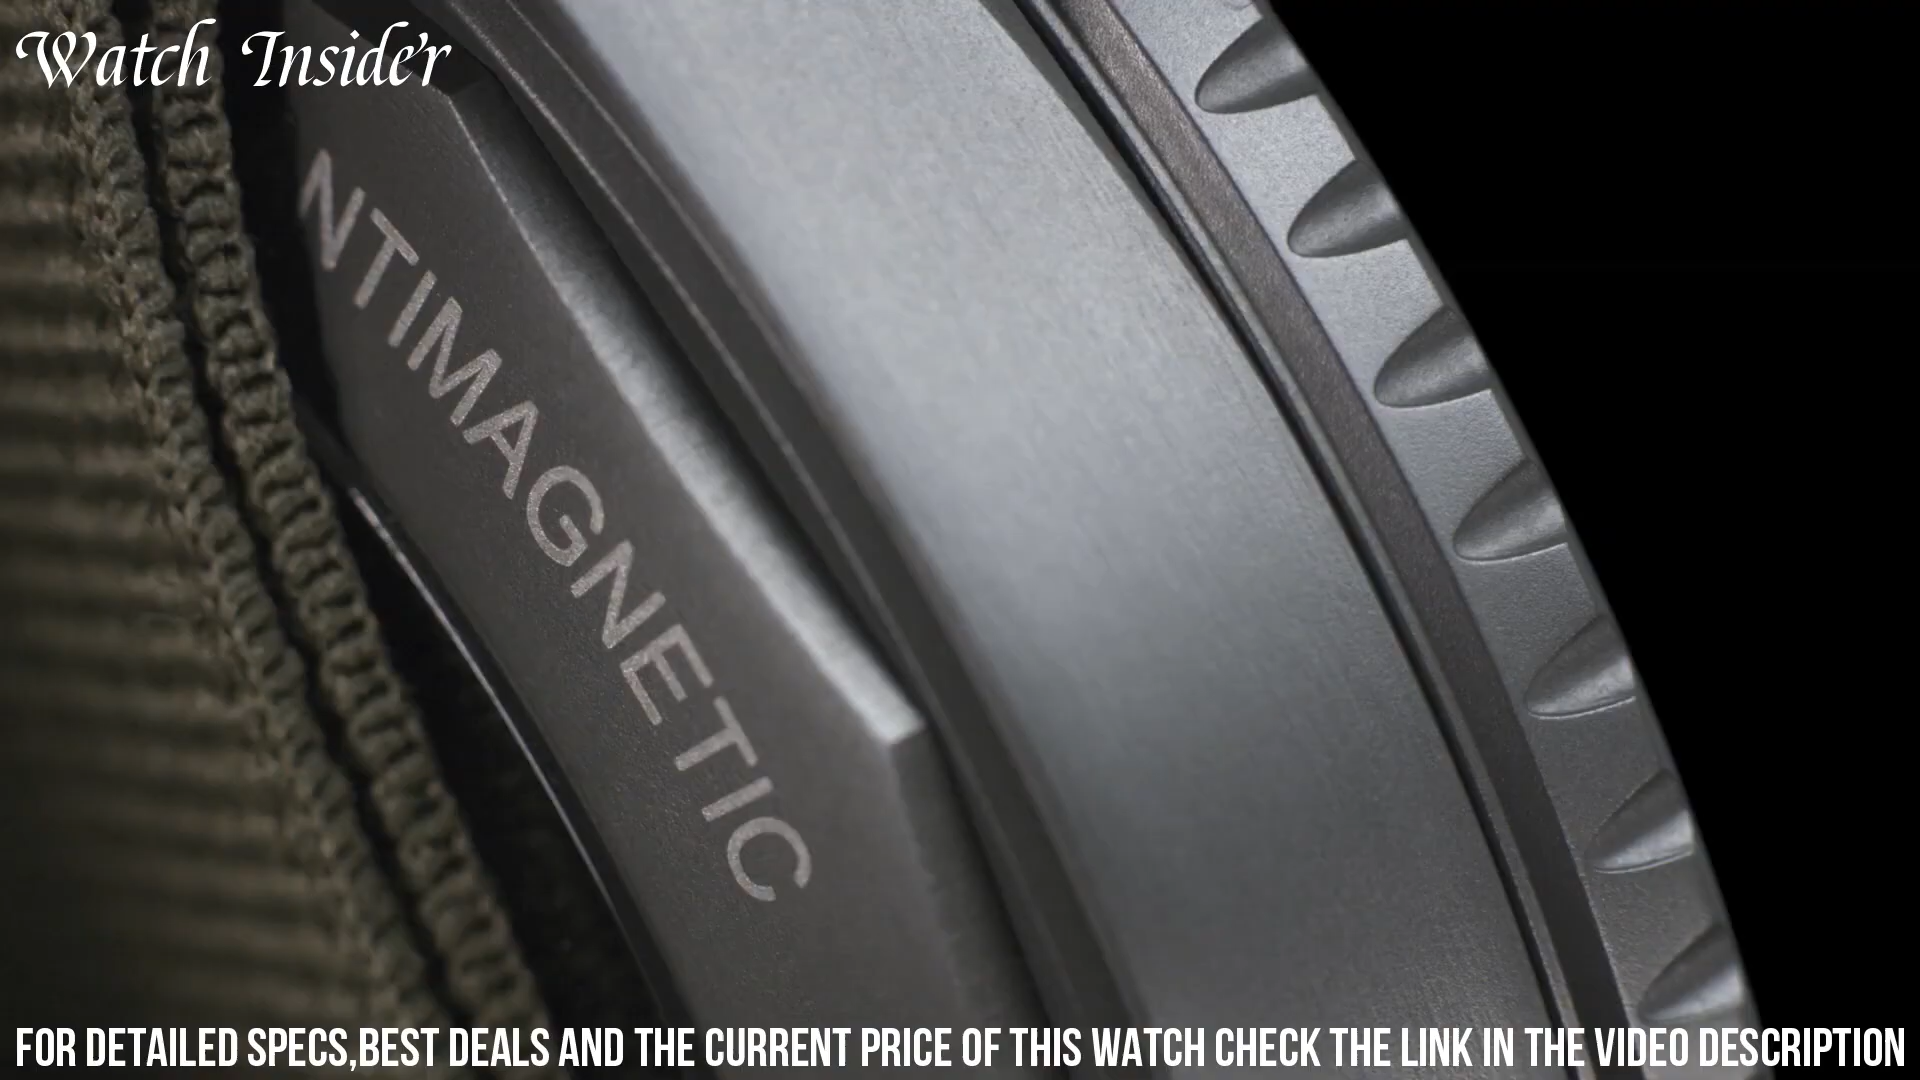 Watch Insider
NTIMAGNETIC
FOR DETAILED SPECS,BEST DEALS AND THE CURRENT PRICE OF THIS WATCH CHECK THE LINK IN THE VIDEO DESCRIPTION